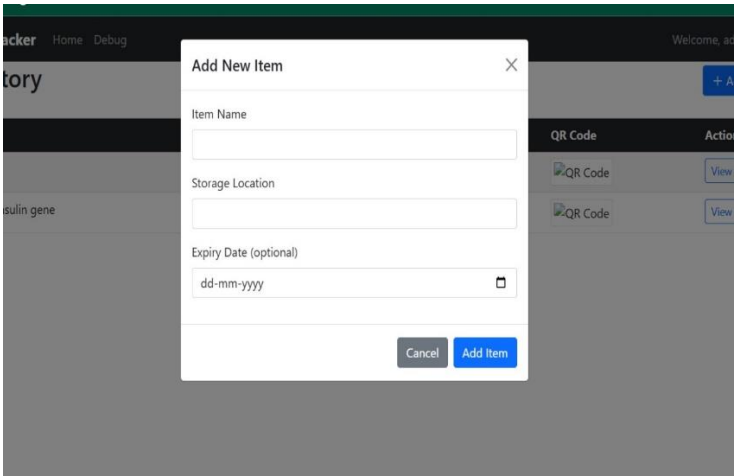 acker Home Debug Welcome, ad
tory + A
Add New Item
Item Name
QR Code Actio
QR Code View
Storage Location
nsulin gene QR Code View
Expiry Date (optional)
dd-mm-yyyy
Cancel Add Item